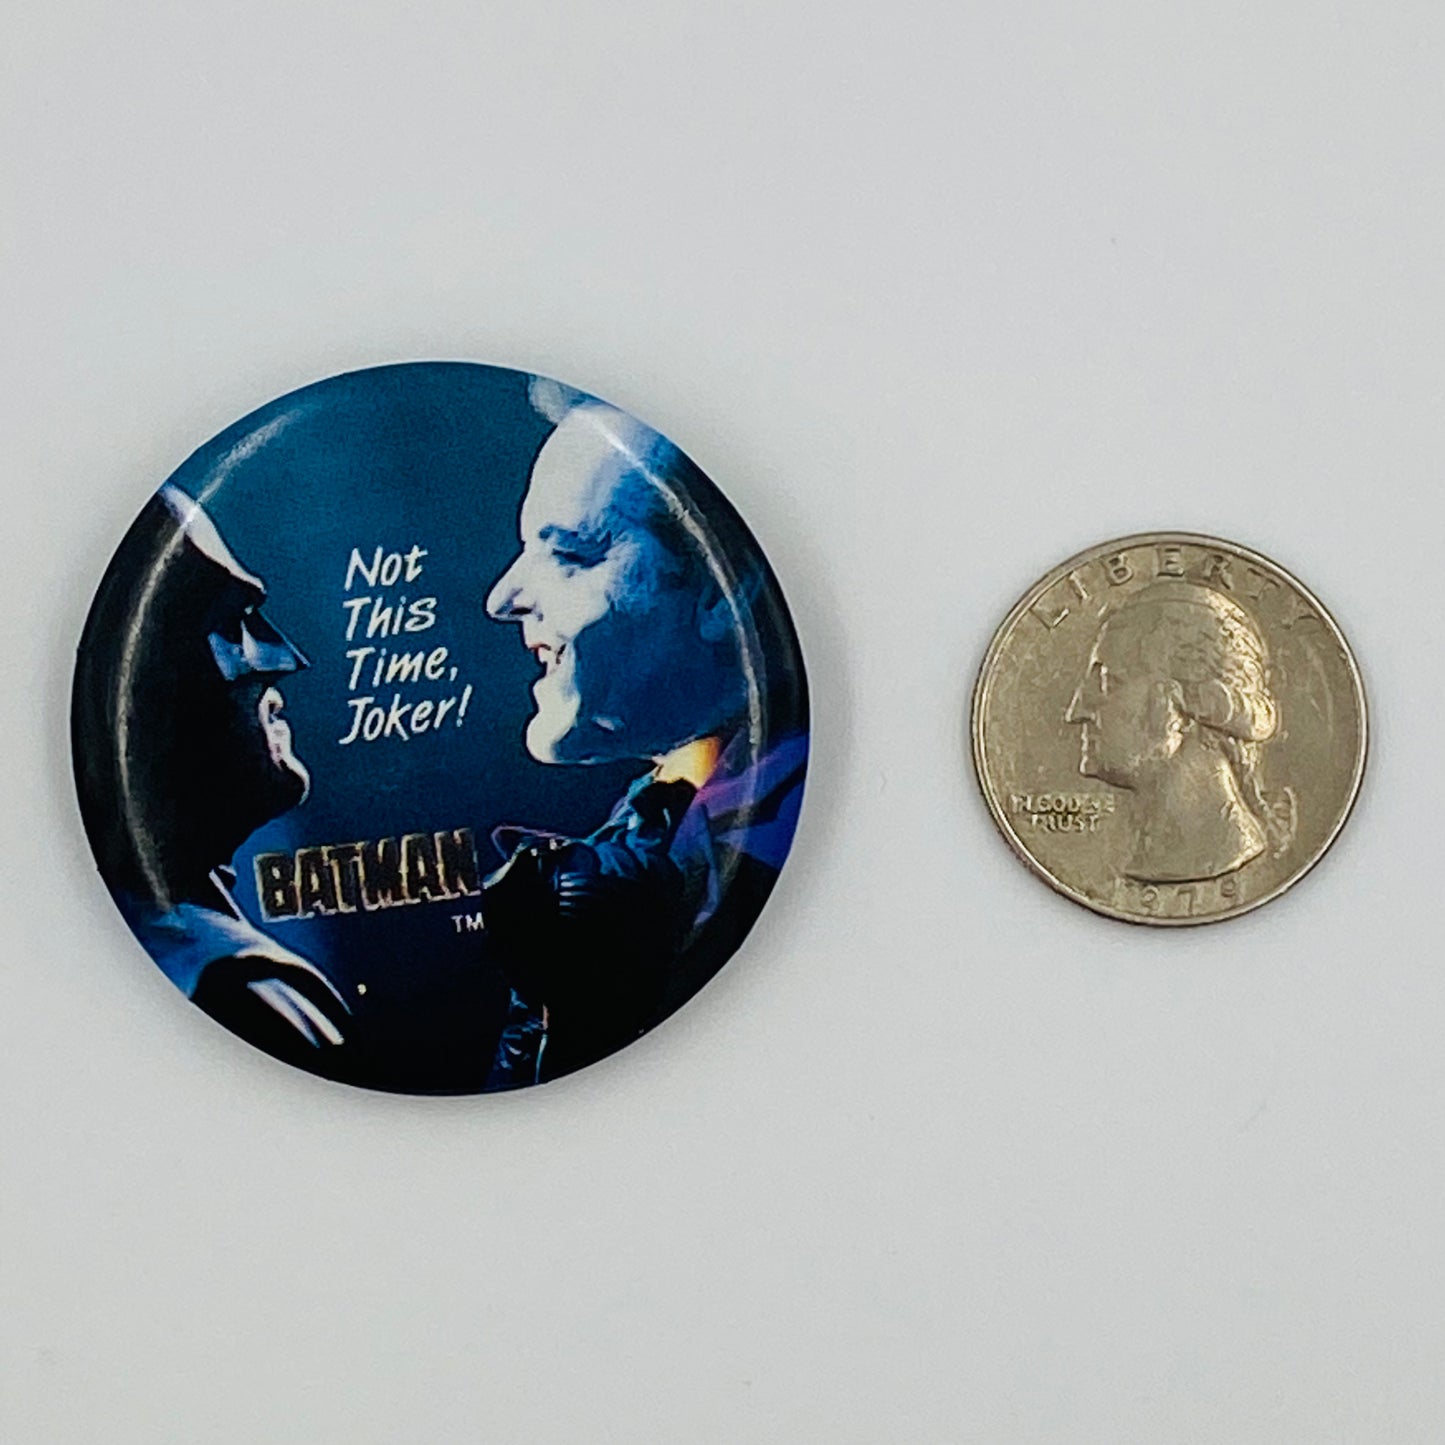 Not
This
Time,
Joker!
BATMAN
TM
LIBERTY
IN GOD WE
TRUST
1979